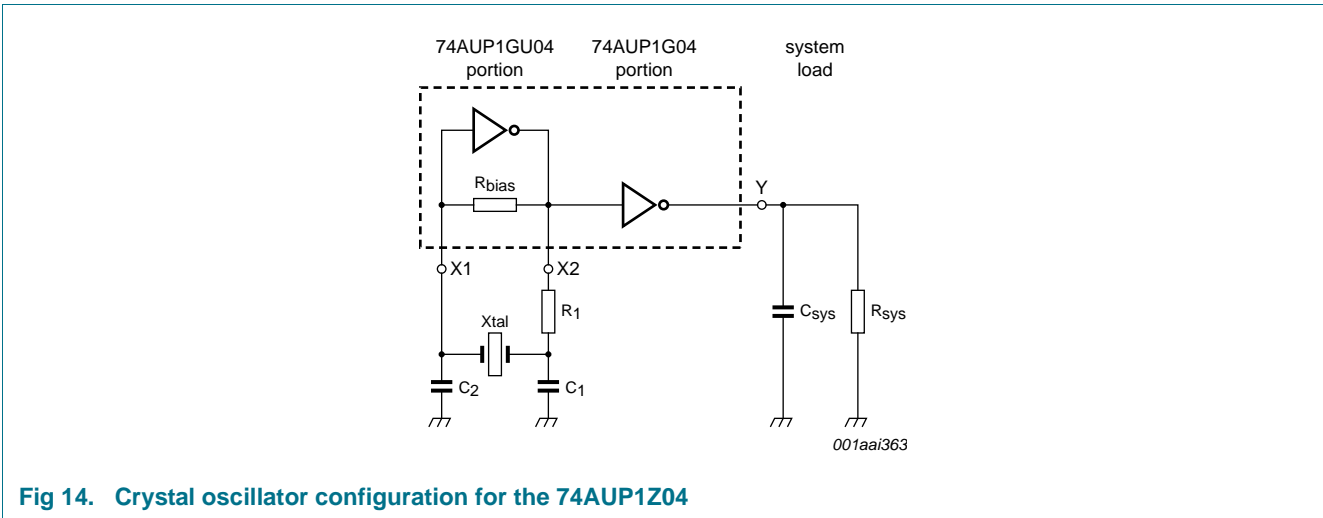 74AUP1GU04
portion
74AUP1G04
portion
system
load
Rbias
Y
X1
X2
R1
Csys
Rsys
Xtal
C2
C1
001aai363
Fig 14. Crystal oscillator configuration for the 74AUP1Z04